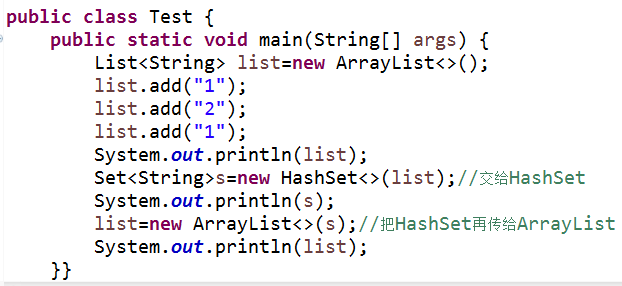 public class Test {
    public static void main(String[] args) {
        List<String> list=new ArrayList<>();
        list.add("1");
        list.add("2");
        list.add("1");
        System.out.println(list);
        Set<String>s=new HashSet<>(list);//交给HashSet
        System.out.println(s);
        list=new ArrayList<>(s);//把HashSet再传给ArrayList
        System.out.println(list);
    }}